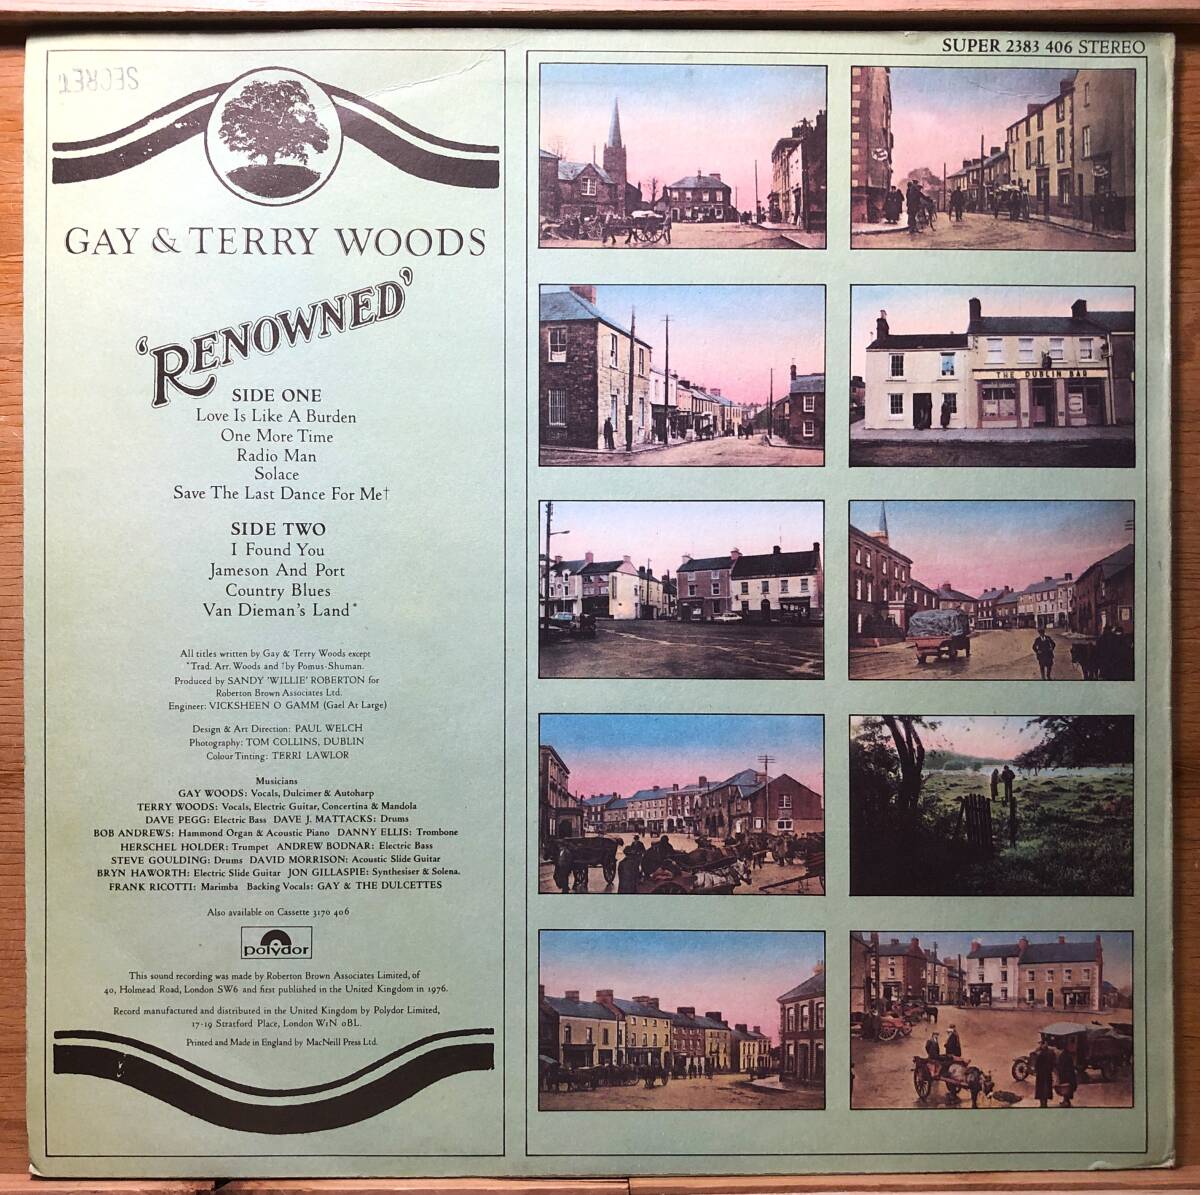 SUPER 2383 406 STEREO
SECRET
GAY & TERRY WOODS
'RENOWNED'
SIDE ONE
Love Is Like A Burden
One More Time
Radio Man
Solace
Save The Last Dance For Me†
SIDE TWO
I Found You
Jameson And Port
Country Blues
Van Dieman's Land*
All titles written by Gay & Terry Woods except
*Trad. Arr. Woods and †by Pomus-Shuman.
Produced by SANDY 'WILLIE' ROBERTON for
Roberton Brown Associates Ltd.
Engineer: VICKSHEEN O GAMM (Gael At Large)
Design & Art Direction: PAUL WELCH
Photography: TOM COLLINS, DUBLIN
Colour Tinting: TERRI LAWLOR
Musicians
GAY WOODS: Vocals, Dulcimer & Autoharp
TERRY WOODS: Vocals, Electric Guitar, Concertina & Mandola
DAVE PEGG: Electric Bass DAVE J. MATTACKS: Drums
BOB ANDREWS: Hammond Organ & Acoustic Piano DANNY ELLIS: Trombone
HERSCHEL HOLDER: Trumpet ANDREW BODNAR: Electric Bass
STEVE GOULDING: Drums DAVID MORRISON: Acoustic Slide Guitar
BRYN HAWORTH: Electric Slide Guitar JON GILLASPIE: Synthesiser & Solena.
FRANK RICOTTI: Marimba Backing Vocals: GAY & THE DULCETTES
Also available on Cassette 3170 406
polydor
This sound recording was made by Roberton Brown Associates Limited, of
40, Holmead Road, London SW6 and first published in the United Kingdom in 1976.
Record manufactured and distributed in the United Kingdom by Polydor Limited,
17-19 Stratford Place, London W1N 0BL.
Printed and Made in England by MacNeill Press Ltd.
THE DUBLIN BAR